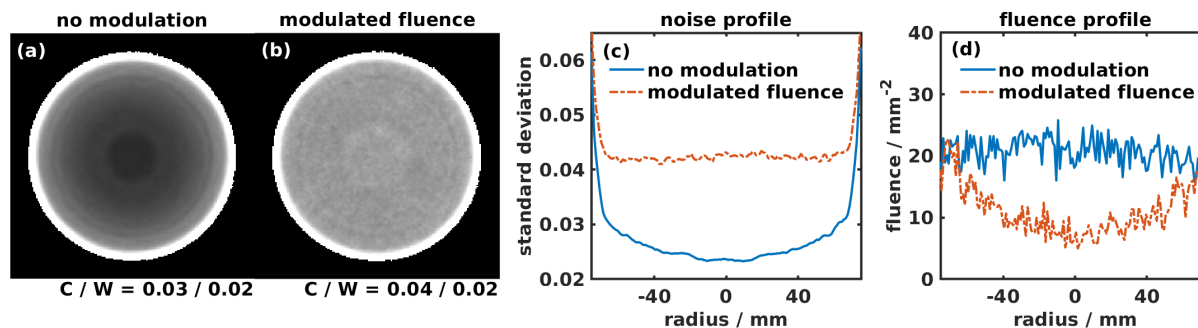 no modulation
modulated fluence
(a)
(b)
C / W = 0.03 / 0.02
C / W = 0.04 / 0.02
noise profile
(c)
no modulation
modulated fluence
standard deviation
0.06
0.05
0.04
0.03
0.02
-40
0
40
radius / mm
fluence profile
(d)
no modulation
modulated fluence
fluence / mm⁻²
40
30
20
10
0
-40
0
40
radius / mm